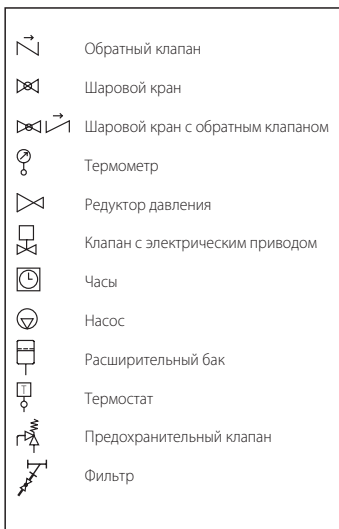 Обратный клапан
Шаровой кран
Шаровой кран с обратным клапаном
Термометр
Редуктор давления
Клапан с электрическим приводом
Часы
Насос
Расширительный бак
T Термостат
Предохранительный клапан
Фильтр